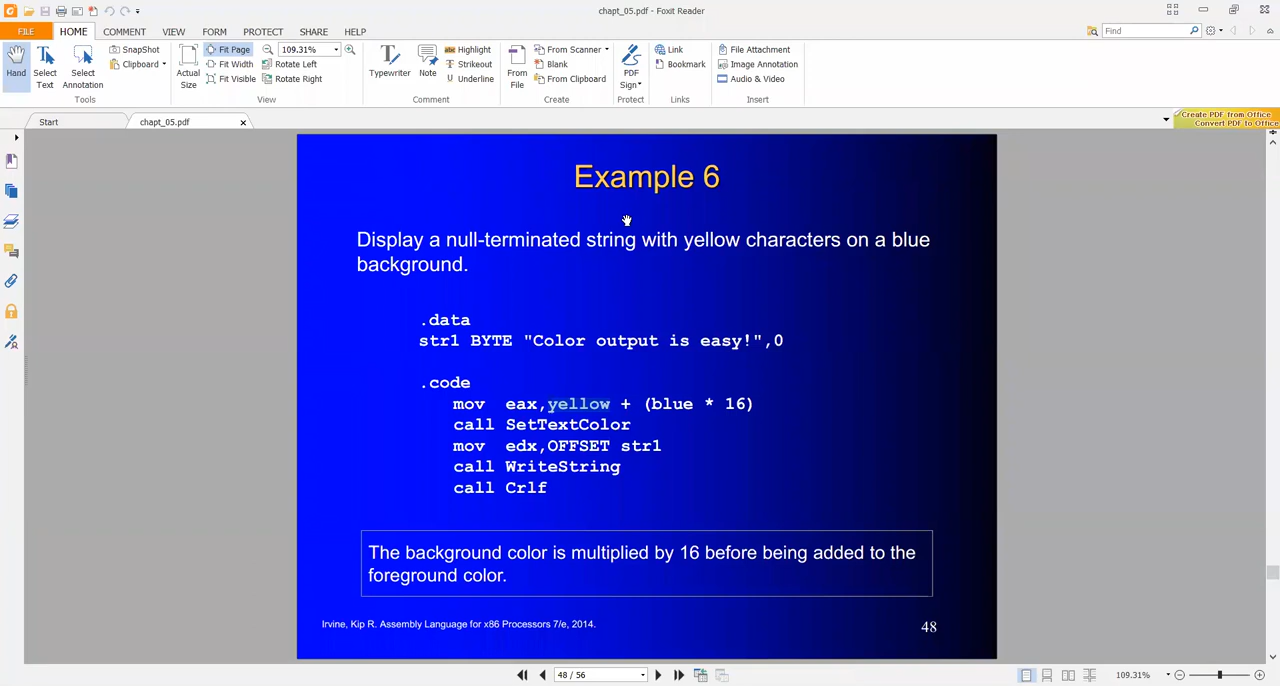 chapt_05.pdf - Foxit Reader
FILE HOME COMMENT VIEW FORM PROTECT SHARE HELP
Find
Hand
Select Text
Select Annotation
SnapShot
Clipboard
Tools
Actual Size
Fit Page
Fit Width
Fit Visible
109.31%
Rotate Left
Rotate Right
View
Typewriter
Note
Highlight
Strikeout
Underline
Comment
From File
From Scanner
Blank
From Clipboard
Create
PDF Sign
Protect
Link
Bookmark
Links
File Attachment
Image Annotation
Audio & Video
Insert
Start
chapt_05.pdf
Create PDF from Office
Convert PDF to Office
Example 6
Display a null-terminated string with yellow characters on a blue
background.
.data
str1 BYTE "Color output is easy!",0
.code
mov eax,yellow + (blue * 16)
call SetTextColor
mov edx,OFFSET str1
call WriteString
call Crlf
The background color is multiplied by 16 before being added to the
foreground color.
Irvine, Kip R. Assembly Language for x86 Processors 7/e, 2014.
48
48 / 56
109.31%